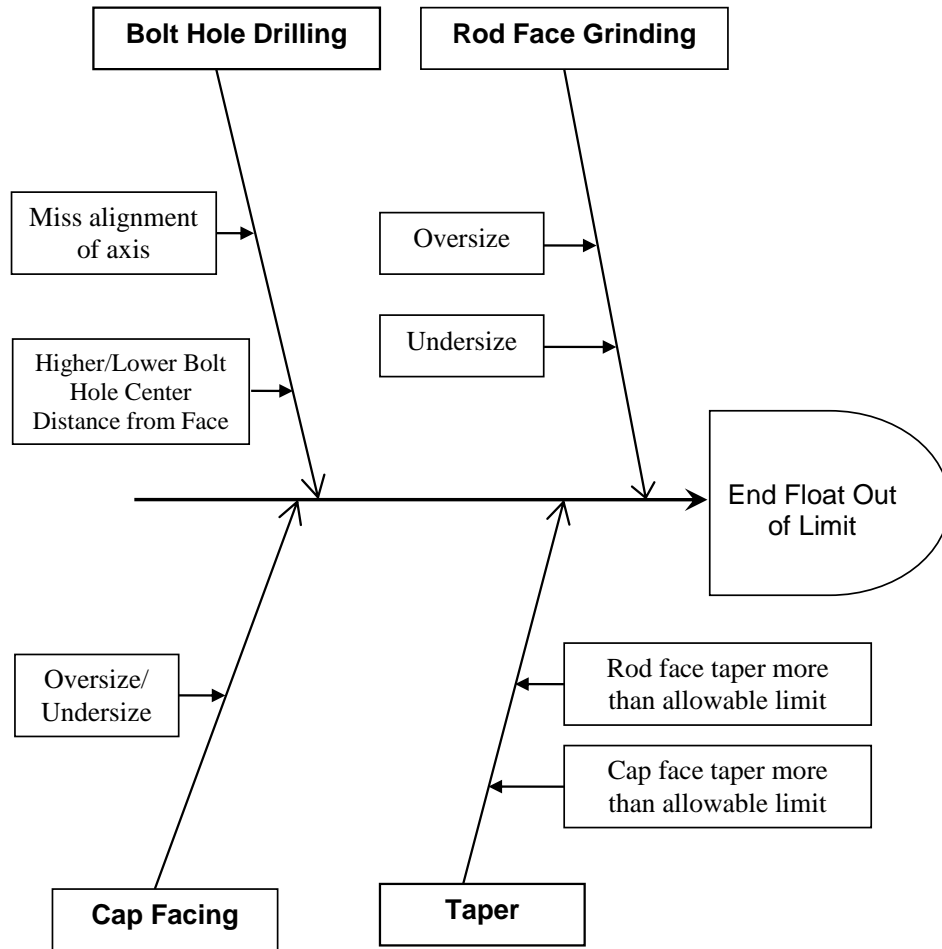 Bolt Hole Drilling
Rod Face Grinding
Miss alignment
of axis
Oversize
Higher/Lower Bolt
Hole Center
Distance from Face
Undersize
End Float Out
of Limit
Oversize/
Undersize
Rod face taper more
than allowable limit
Cap face taper more
than allowable limit
Cap Facing
Taper